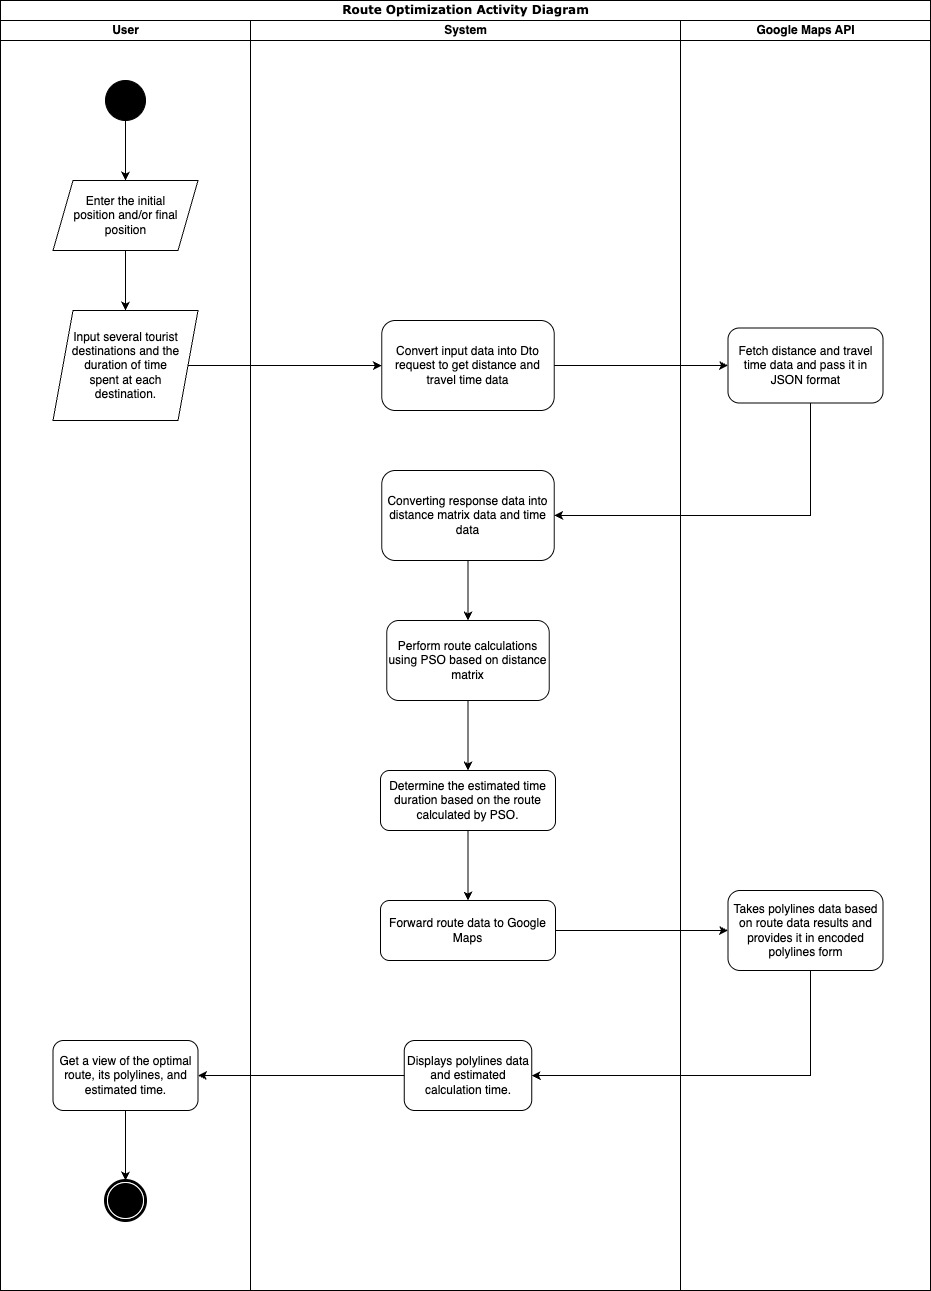 Route Optimization Activity Diagram
User
System
Google Maps API
Enter the initial
position and/or final
position
Input several tourist
destinations and the
duration of time
spent at each
destination.
Convert input data into Dto
request to get distance and
travel time data
Fetch distance and travel
time data and pass it in
JSON format
Converting response data into
distance matrix data and time
data
Perform route calculations
using PSO based on distance
matrix
Determine the estimated time
duration based on the route
calculated by PSO.
Forward route data to Google
Maps
Takes polylines data based
on route data results and
provides it in encoded
polylines form
Displays polylines data
and estimated
calculation time.
Get a view of the optimal
route, its polylines, and
estimated time.